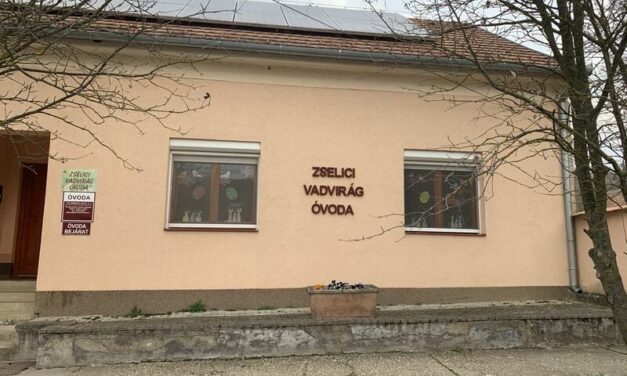 ZSELICI
VADVIRÁG
ÓVODA
ÓVODA
ÓVODA
BEJÁRAT
ZSELICI
VADVIRÁG
ÓVODA